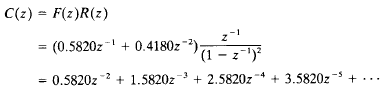 C(z) = F(z)R(z)
= (0.5820z⁻¹ + 0.4180z⁻²) z⁻¹/(1 − z⁻¹)²
= 0.5820z⁻² + 1.5820z⁻³ + 2.5820z⁻⁴ + 3.5820z⁻⁵ + ⋯